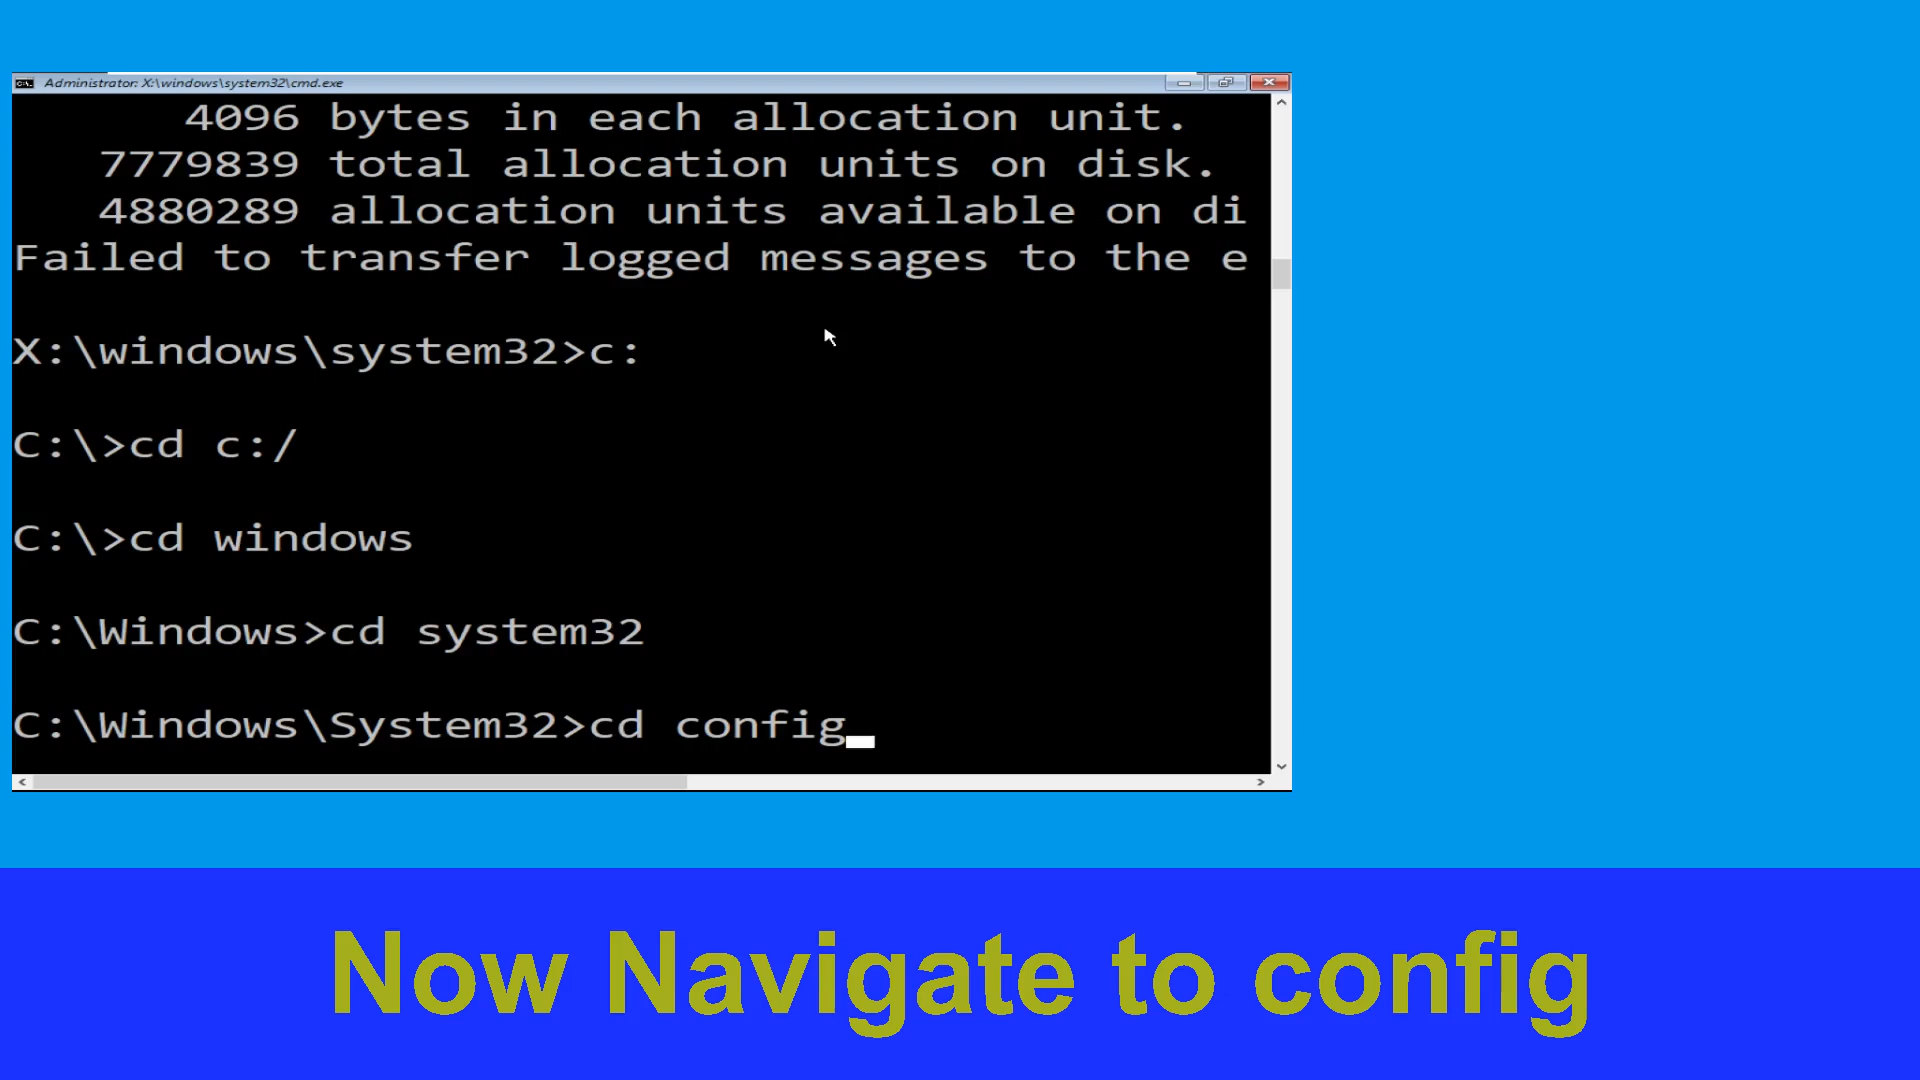 Administrator: X:\windows\system32\cmd.exe
4096 bytes in each allocation unit.
7779839 total allocation units on disk.
4880289 allocation units available on di
Failed to transfer logged messages to the e
X:\windows\system32>c:
C:\>cd c:/
C:\>cd windows
C:\Windows>cd system32
C:\Windows\System32>cd config
Now Navigate to config